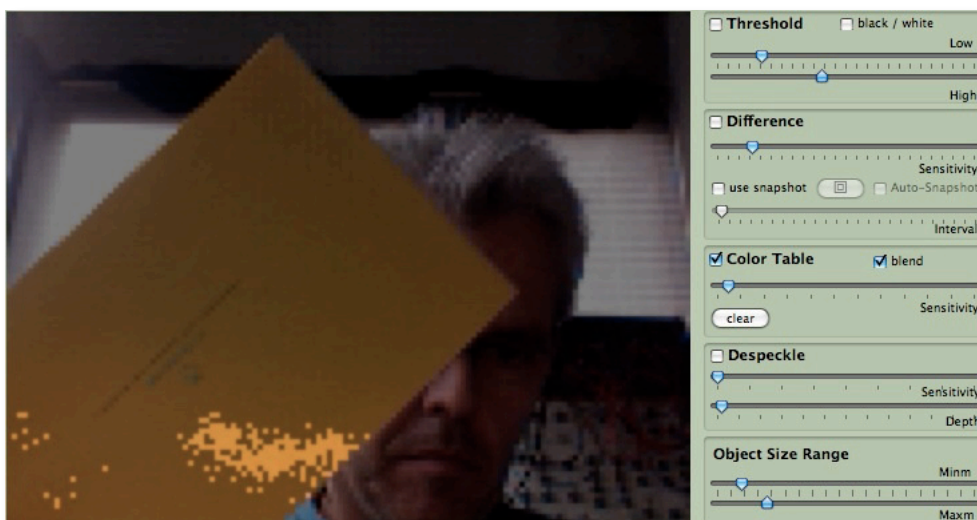 Threshold black / white
Low
High
Difference
Sensitivity
use snapshot Auto-Snapshot
Interval
Color Table blend
Sensitivity
clear
Despeckle
Sensitivity
Depth
Object Size Range
Minm
Maxm